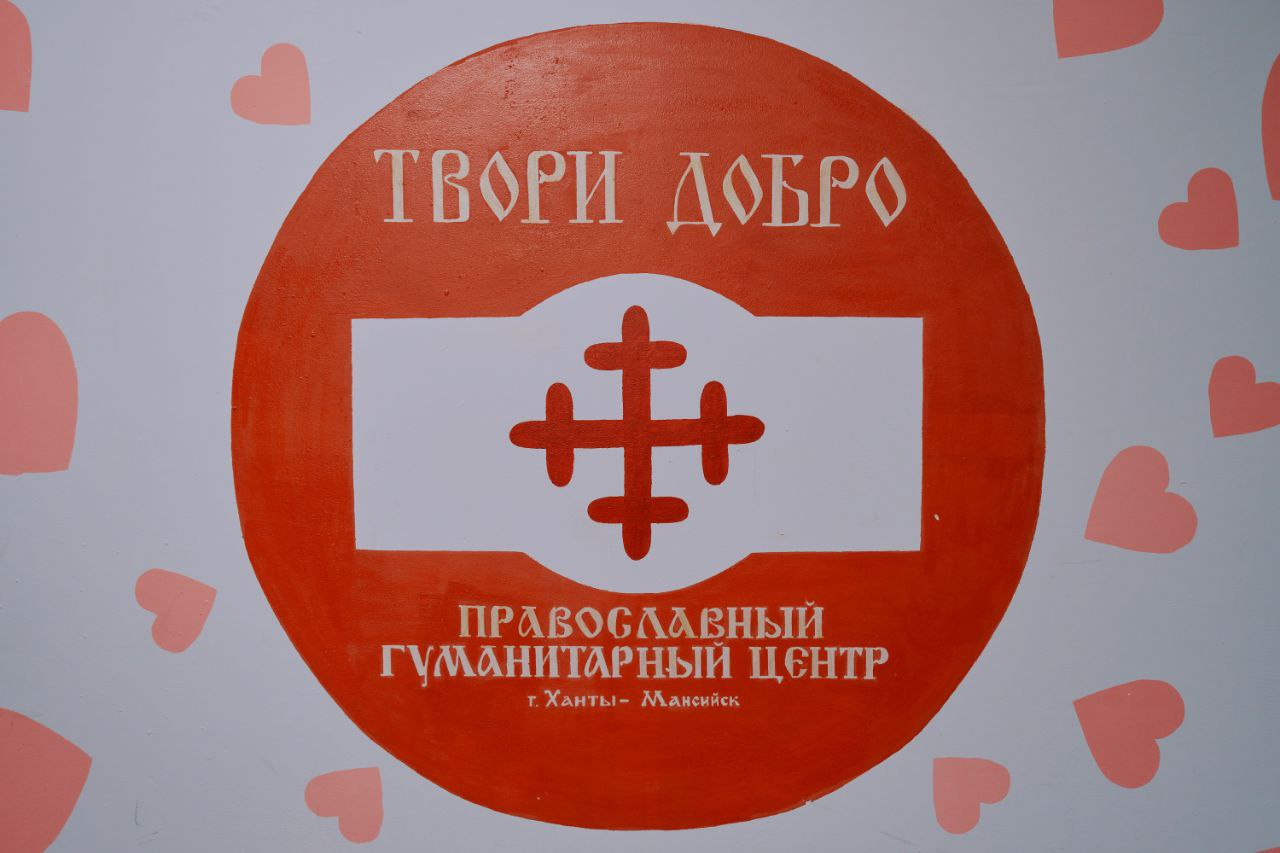 ТВОРИ ДОБРО
ПРАВОСЛАВНЫЙ
ГУМАНИТАРНЫЙ ЦЕНТР
г. Ханты- Мансийск